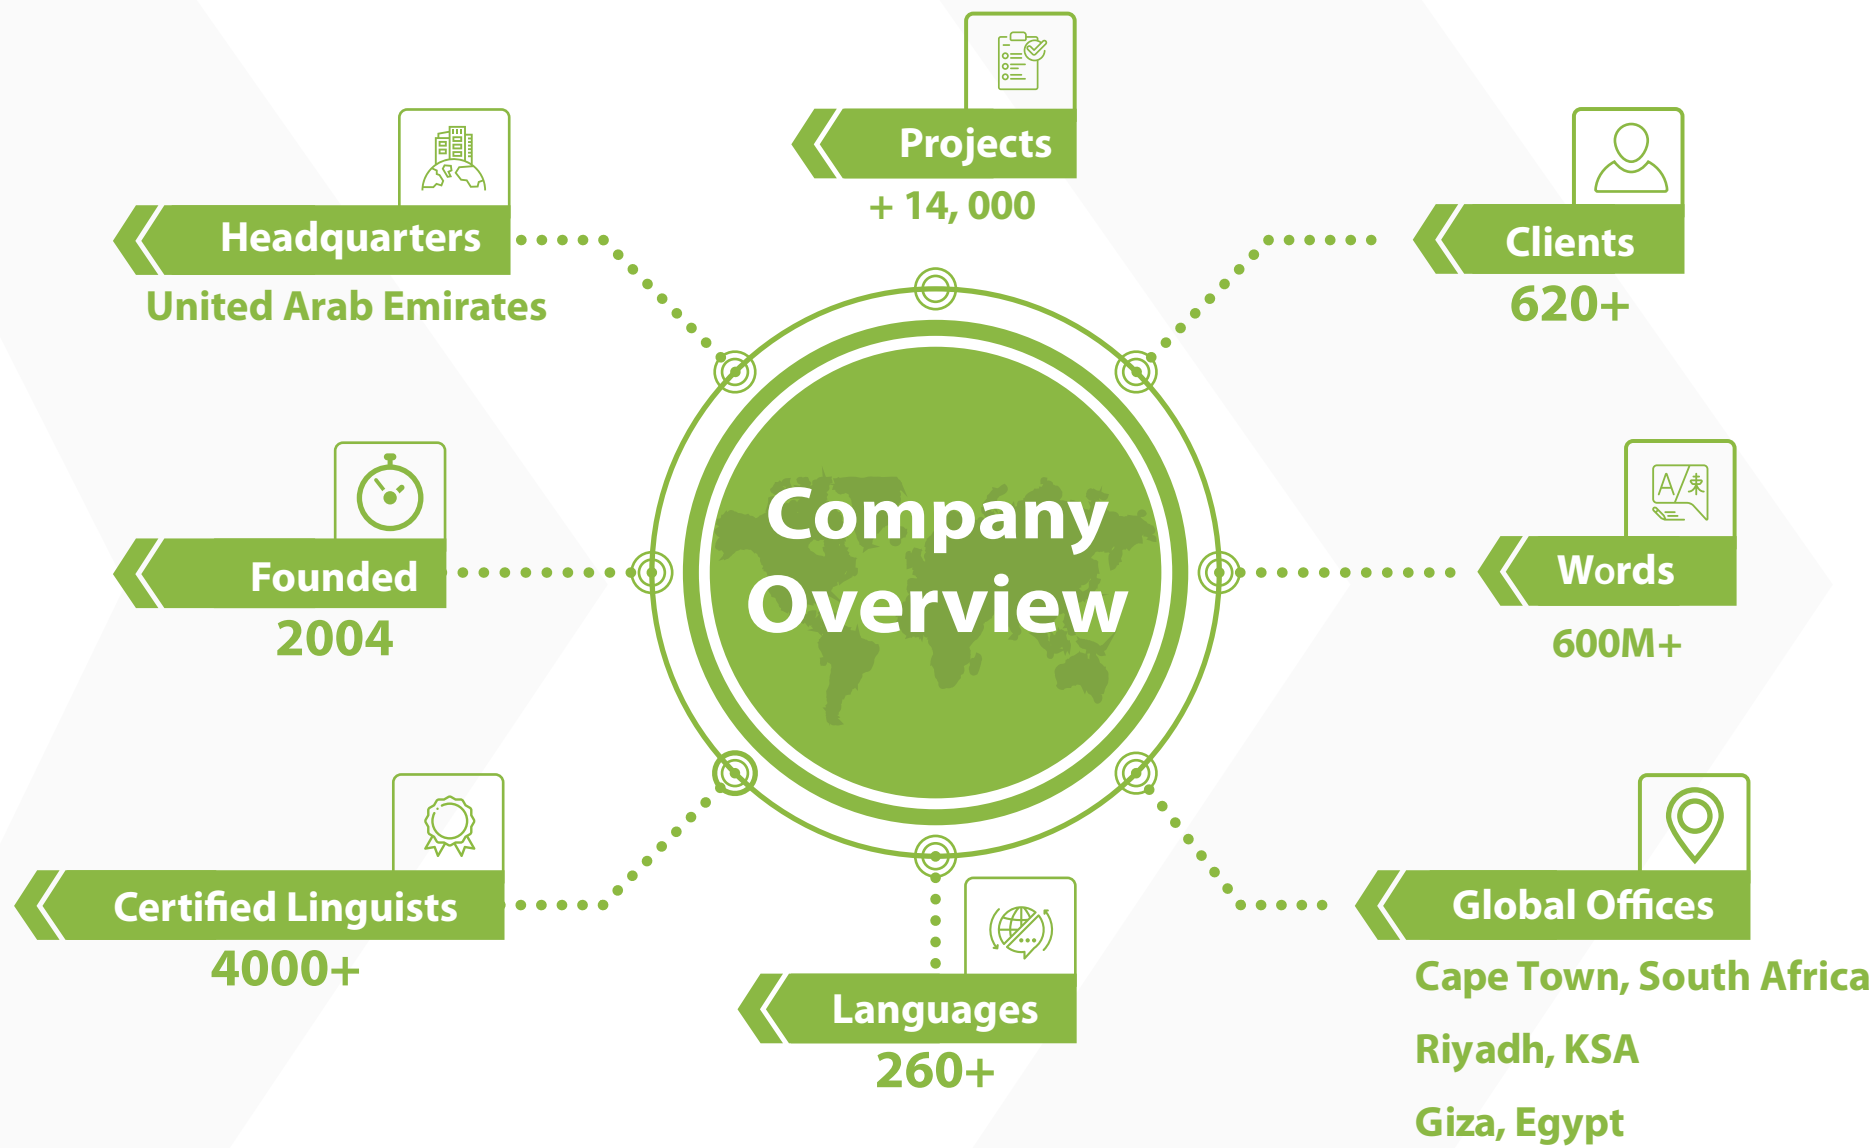 Projects
+ 14, 000
Headquarters
United Arab Emirates
Clients
620+
Company
Overview
Founded
2004
Words
600M+
Certified Linguists
4000+
Languages
260+
Global Offices
Cape Town, South Africa
Riyadh, KSA
Giza, Egypt